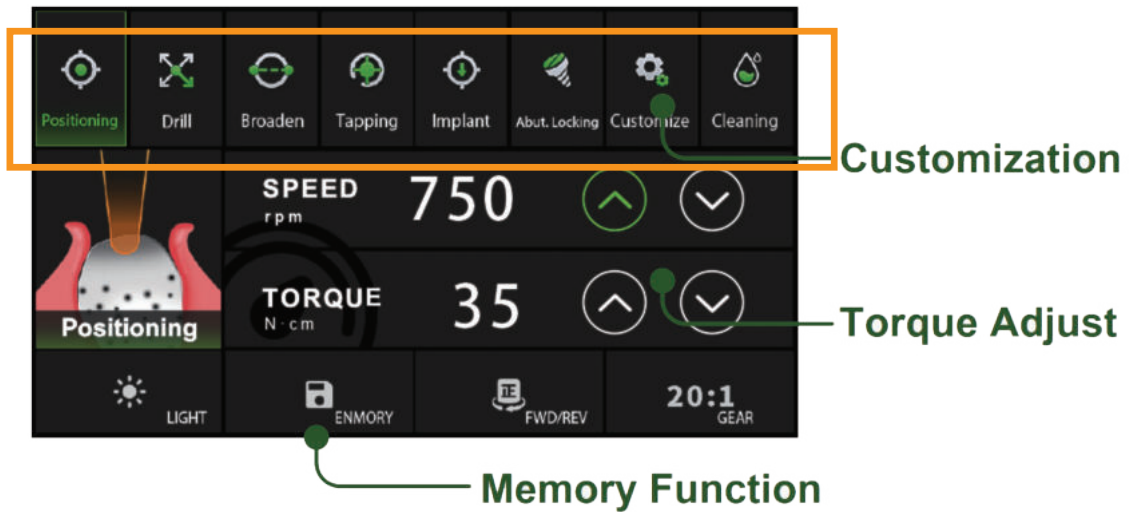 Positioning Drill Broaden Tapping Implant Abut. Locking Customize Cleaning
Customization
SPEED 750
rpm
TORQUE 35
N·cm
Positioning
Torque Adjust
LIGHT ENMORY 正 FWD/REV 20:1
GEAR
Memory Function